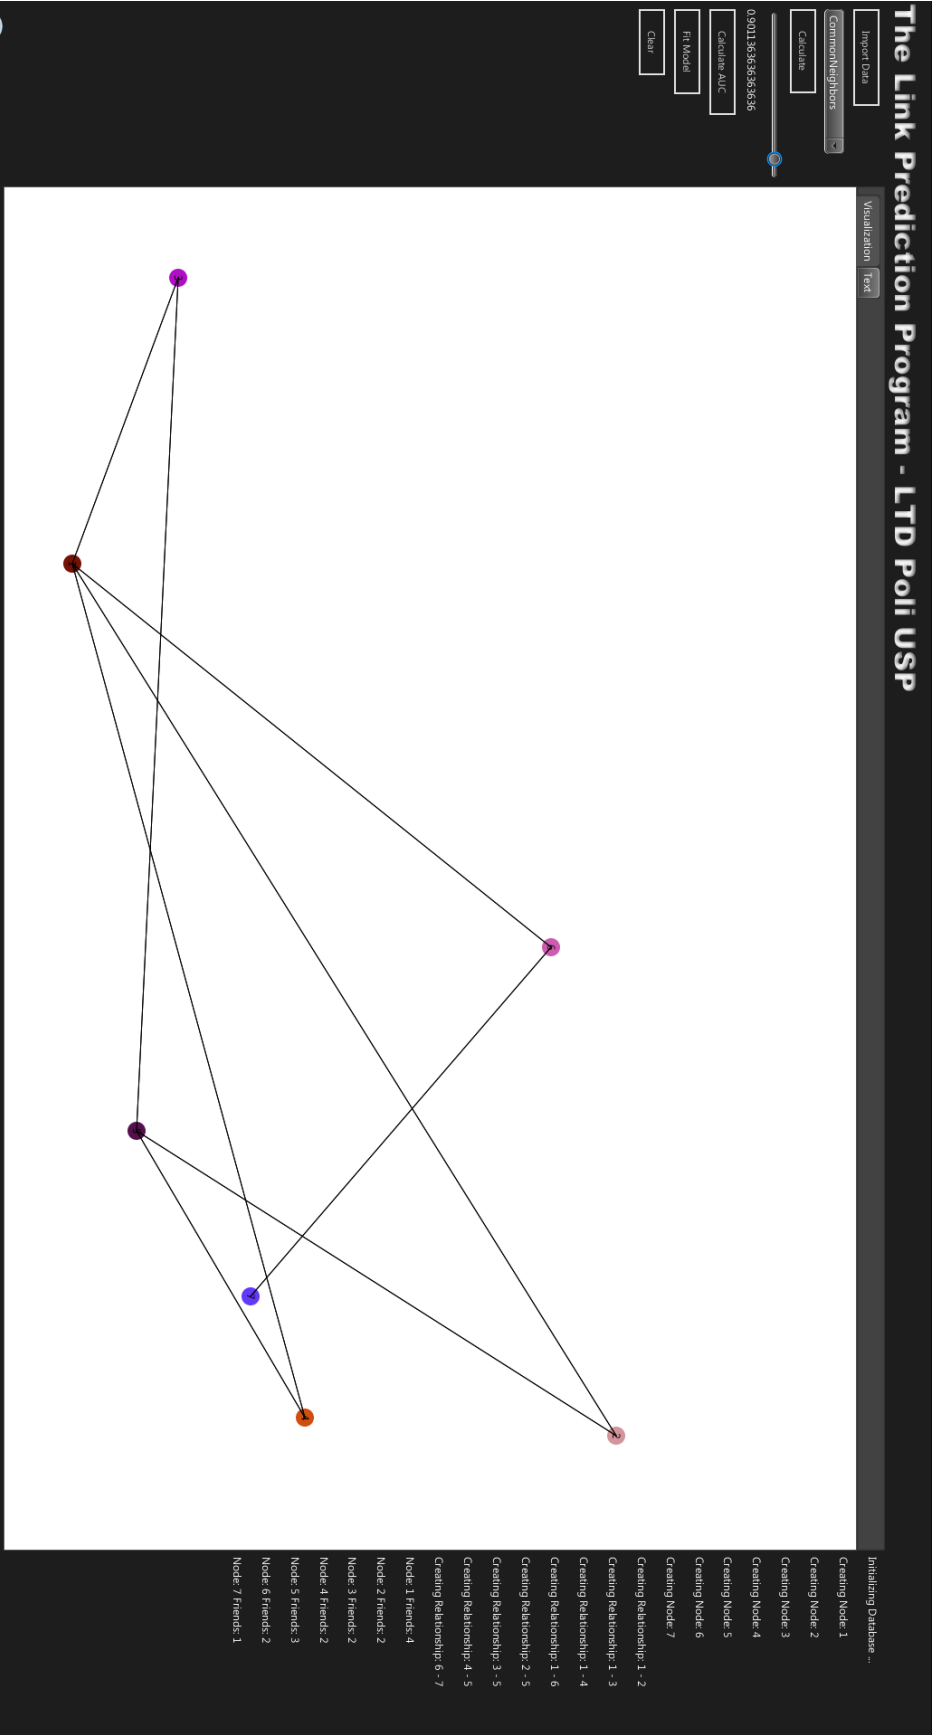 The Link Prediction Program - LTD Poli USP
Import Data
CommonNeighbors
Calculate
0.9011363636363636
Calculate AUC
Fit Model
Clear
Visualization
Text
2
Initializing Database ...
Creating Node: 1
Creating Node: 2
Creating Node: 3
Creating Node: 4
Creating Node: 5
Creating Node: 6
Creating Node: 7
Creating Relationship: 1 - 2
Creating Relationship: 1 - 3
Creating Relationship: 1 - 4
Creating Relationship: 1 - 6
Creating Relationship: 2 - 5
Creating Relationship: 3 - 5
Creating Relationship: 4 - 5
Creating Relationship: 6 - 7
Node: 1 Friends: 4
Node: 2 Friends: 2
Node: 3 Friends: 2
Node: 4 Friends: 2
Node: 5 Friends: 3
Node: 6 Friends: 2
Node: 7 Friends: 1